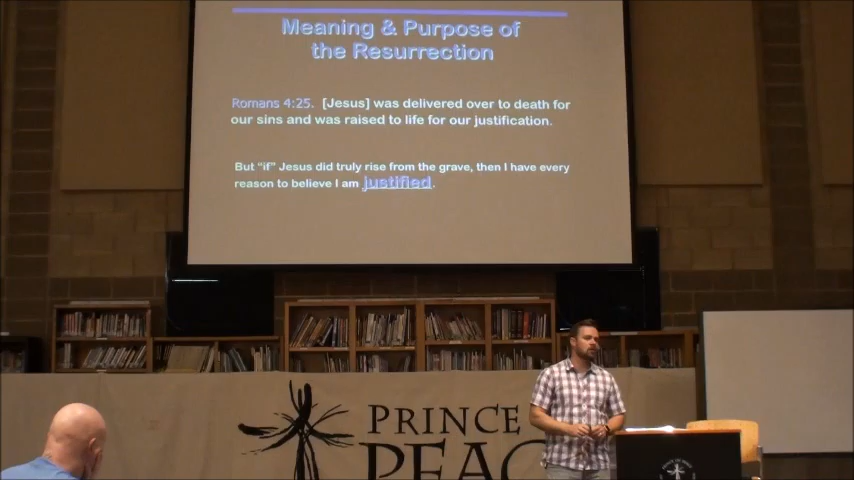 Meaning & Purpose of
the Resurrection
Romans 4:25. [Jesus] was delivered over to death for
our sins and was raised to life for our justification.
But “if” Jesus did truly rise from the grave, then I have every
reason to believe I am justified.
PRINCE
PEAC